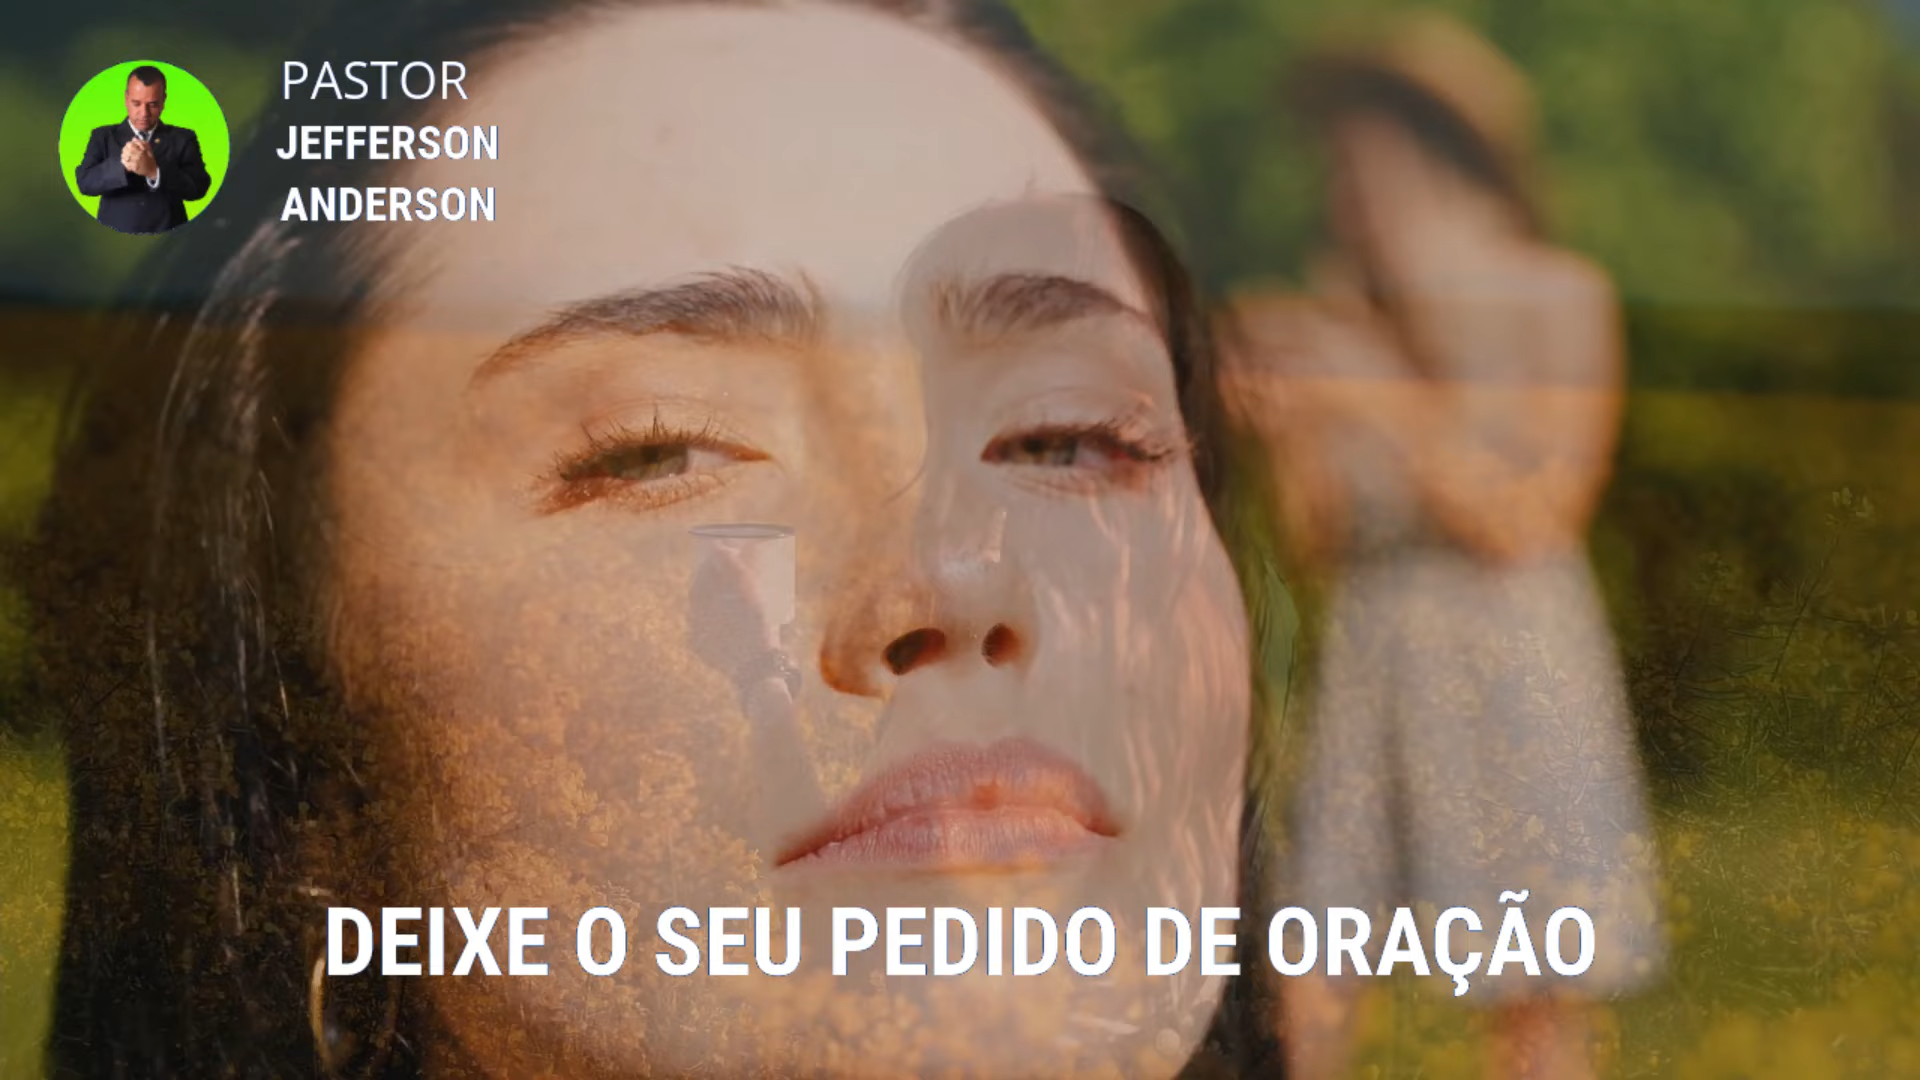 PASTOR
JEFFERSON
ANDERSON
DEIXE O SEU PEDIDO DE ORAÇÃO